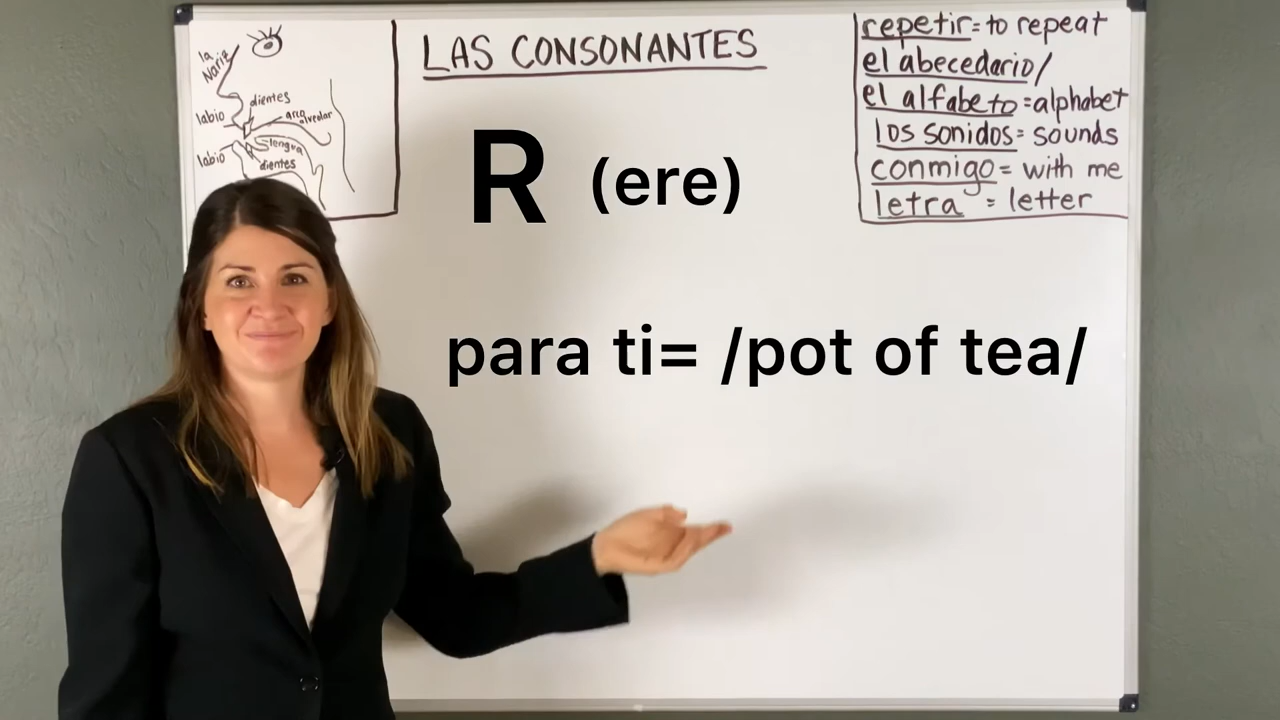 la
Nariz
labio
labio
dientes
arco
alveolar
lengua
dientes
LAS CONSONANTES
R (ere)
para ti= /pot of tea/
repetir= to repeat
el abecedario/
el alfabeto =alphabet
los sonidos= sounds
conmigo= with me
letra = letter